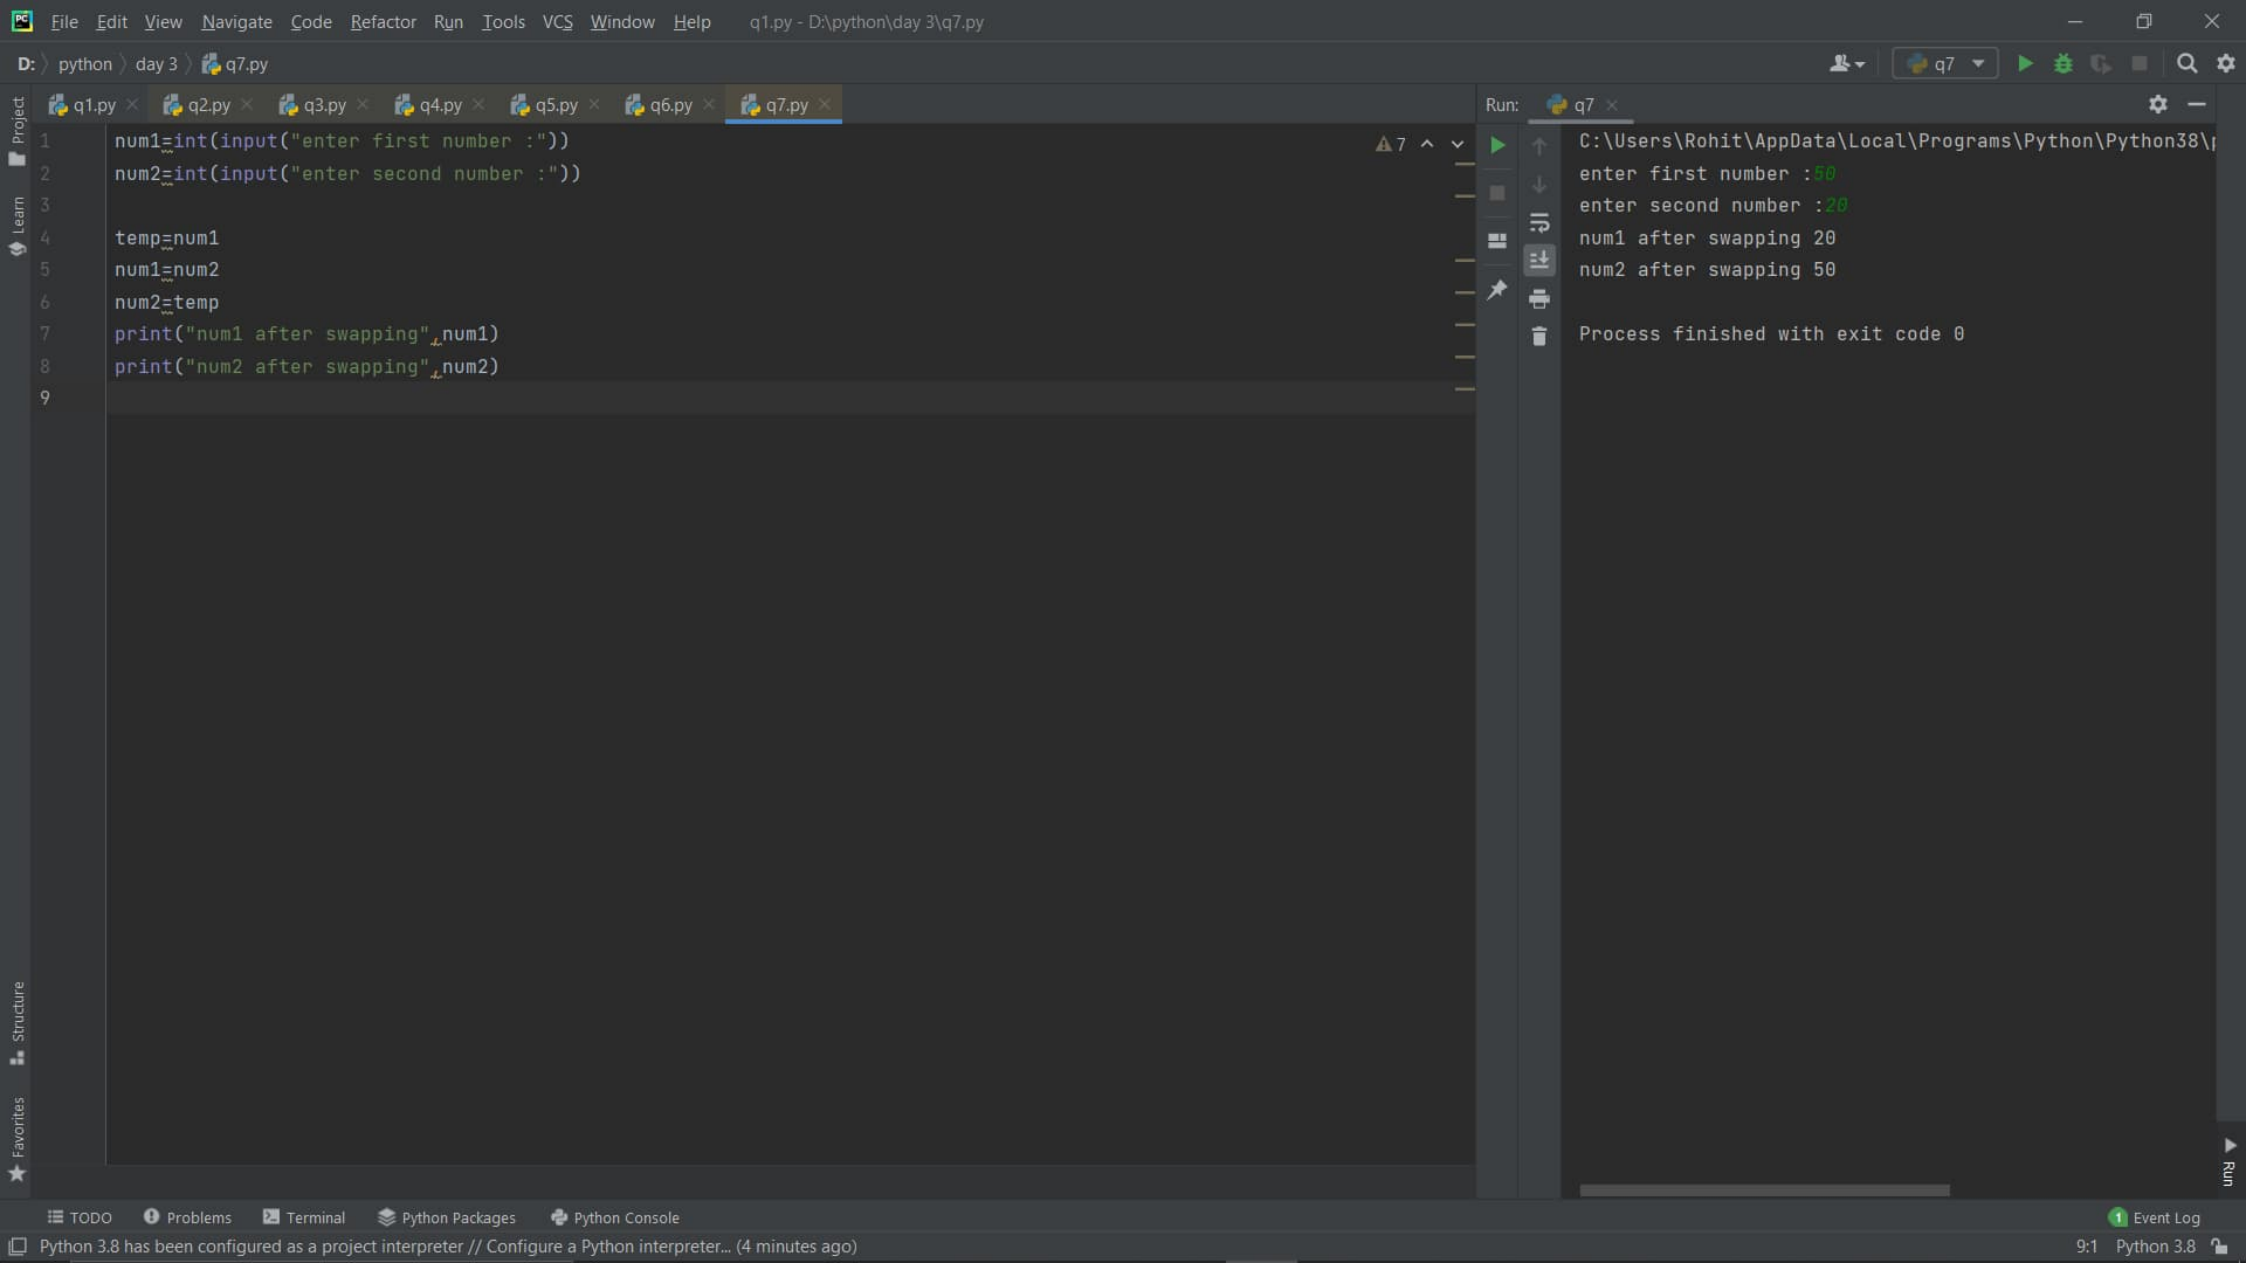 File Edit View Navigate Code Refactor Run Tools VCS Window Help q1.py - D:\python\day 3\q7.py
D: python day 3 q7.py
q7
q1.py q2.py q3.py q4.py q5.py q6.py q7.py
Run: q7
Project
Learn
Structure
Favorites
7
1 num1=int(input("enter first number :"))
2 num2=int(input("enter second number :"))
3
4 temp=num1
5 num1=num2
6 num2=temp
7 print("num1 after swapping",num1)
8 print("num2 after swapping",num2)
9
C:\Users\Rohit\AppData\Local\Programs\Python\Python38\
enter first number :50
enter second number :20
num1 after swapping 20
num2 after swapping 50
Process finished with exit code 0
Run
TODO Problems Terminal Python Packages Python Console
1 Event Log
Python 3.8 has been configured as a project interpreter // Configure a Python interpreter... (4 minutes ago)
9:1 Python 3.8